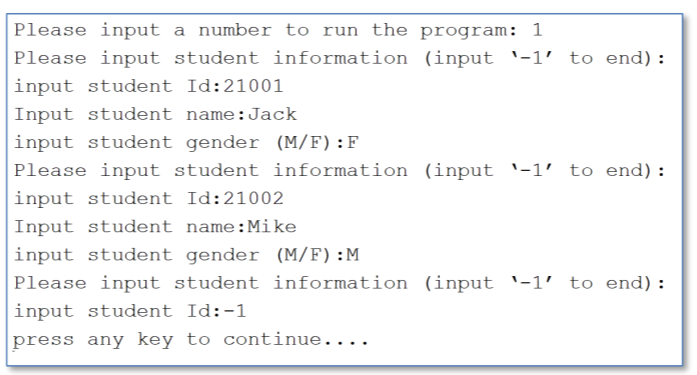 Please input a number to run the program: 1
Please input student information (input ‘-1’ to end):
input student Id:21001
Input student name:Jack
input student gender (M/F):F
Please input student information (input ‘-1’ to end):
input student Id:21002
Input student name:Mike
input student gender (M/F):M
Please input student information (input ‘-1’ to end):
input student Id:-1
press any key to continue....